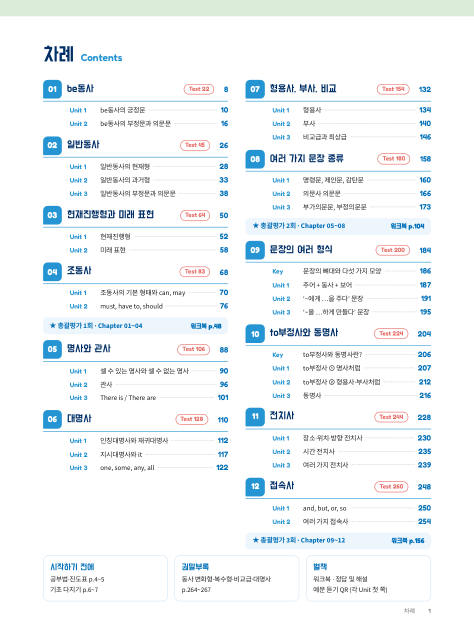 차례 Contents
01 be동사 Test 22 8
Unit 1 be동사의 긍정문 10
Unit 2 be동사의 부정문과 의문문 16
02 일반동사 Test 45 26
Unit 1 일반동사의 현재형 28
Unit 2 일반동사의 과거형 33
Unit 3 일반동사의 부정문과 의문문 38
03 현재진행형과 미래 표현 Test 64 50
Unit 1 현재진행형 52
Unit 2 미래 표현 58
04 조동사 Test 83 68
Unit 1 조동사의 기본 형태와 can, may 70
Unit 2 must, have to, should 76
★ 총괄평가 1회 · Chapter 01~04 워크북 p.48
05 명사와 관사 Test 106 88
Unit 1 셀 수 있는 명사와 셀 수 없는 명사 90
Unit 2 관사 96
Unit 3 There is / There are 101
06 대명사 Test 128 110
Unit 1 인칭대명사와 재귀대명사 112
Unit 2 지시대명사와 it 117
Unit 3 one, some, any, all 122
07 형용사, 부사, 비교 Test 154 132
Unit 1 형용사 134
Unit 2 부사 140
Unit 3 비교급과 최상급 146
08 여러 가지 문장 종류 Test 180 158
Unit 1 명령문, 제안문, 감탄문 160
Unit 2 의문사 의문문 166
Unit 3 부가의문문, 부정의문문 173
★ 총괄평가 2회 · Chapter 05~08 워크북 p.104
09 문장의 여러 형식 Test 200 184
Key 문장의 뼈대와 다섯 가지 모양 186
Unit 1 주어 + 동사 + 보어 187
Unit 2 '~에게 …을 주다' 문장 191
Unit 3 '~을 …하게 만들다' 문장 195
10 to부정사와 동명사 Test 224 204
Key to부정사와 동명사란? 206
Unit 1 to부정사 ① 명사처럼 207
Unit 2 to부정사 ② 형용사·부사처럼 212
Unit 3 동명사 216
11 전치사 Test 244 228
Unit 1 장소·위치·방향 전치사 230
Unit 2 시간 전치사 235
Unit 3 여러 가지 전치사 239
12 접속사 Test 260 248
Unit 1 and, but, or, so 250
Unit 2 여러 가지 접속사 254
★ 총괄평가 3회 · Chapter 09~12 워크북 p.156
시작하기 전에
공부법·진도표 p.4~5
기초 다지기 p.6~7
권말부록
동사 변화형·복수형·비교급·대명사
p.264~267
별책
워크북 · 정답 및 해설
예문 듣기 QR (각 Unit 첫 쪽)
차례 1